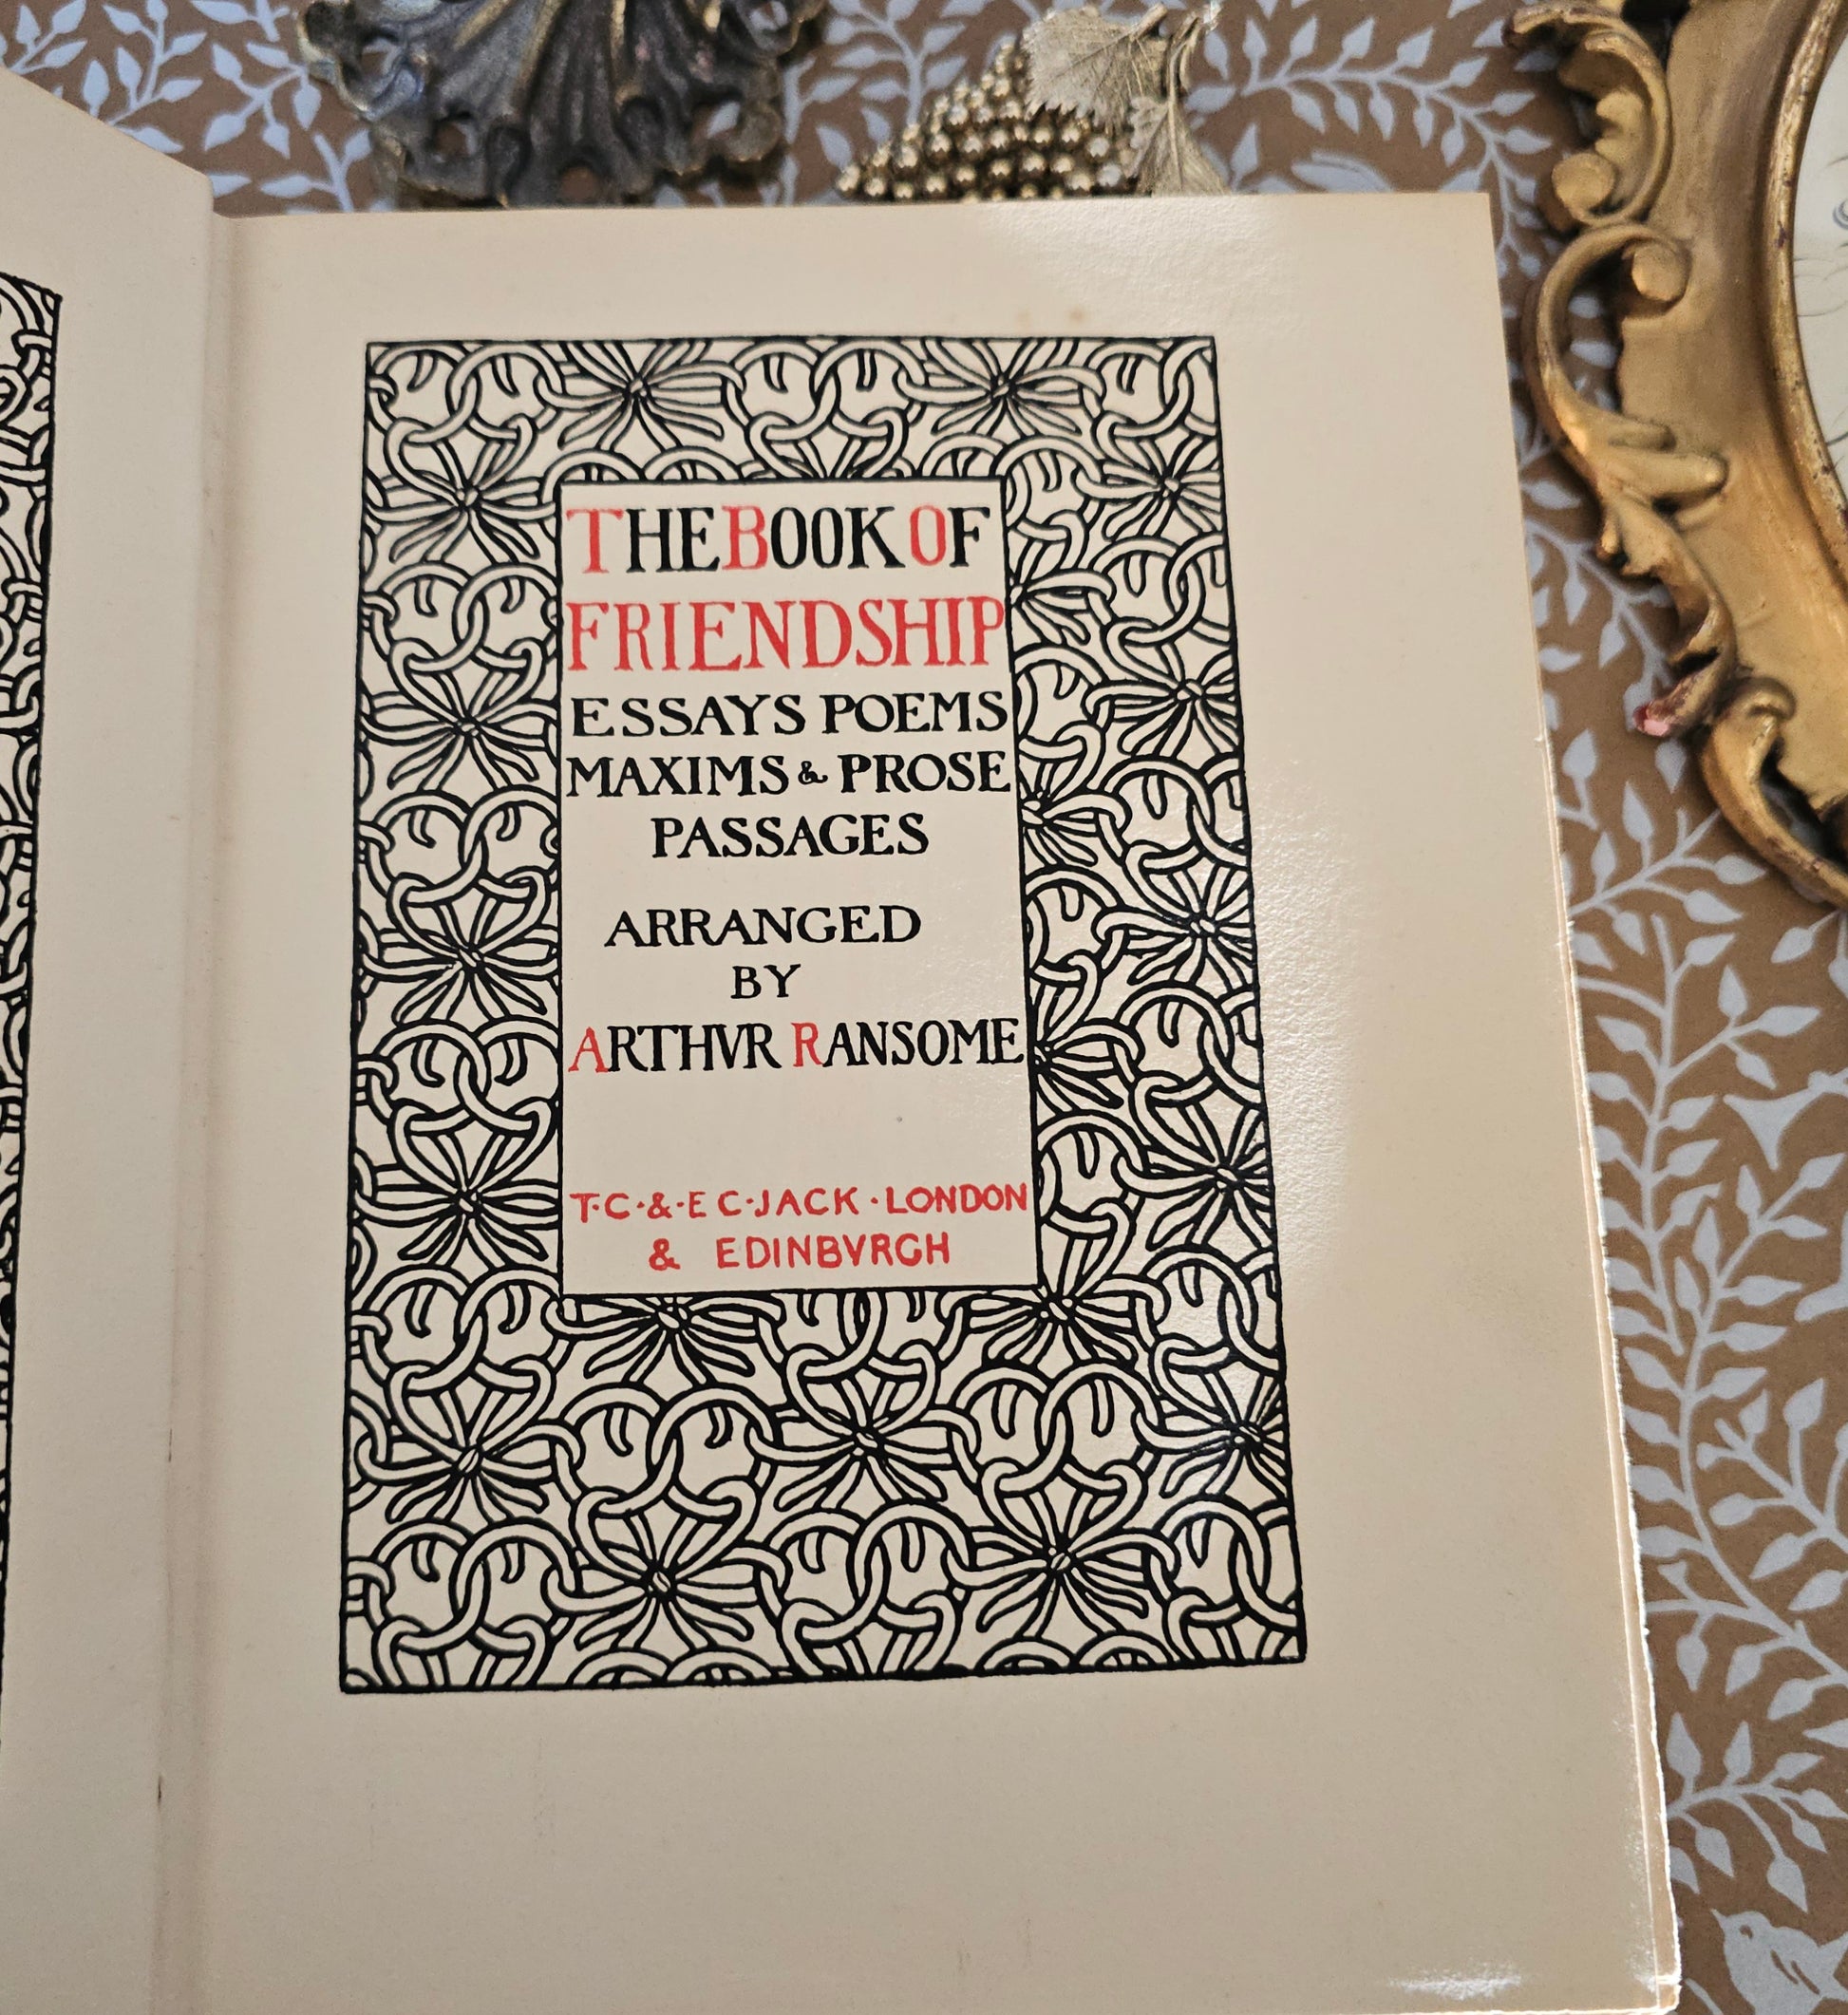 THE BOOK OF
FRIENDSHIP
ESSAYS POEMS
MAXIMS & PROSE
PASSAGES
ARRANGED
BY
ARTHVR RANSOME
T·C·&·E C·JACK·LONDON
& EDINBVRGH